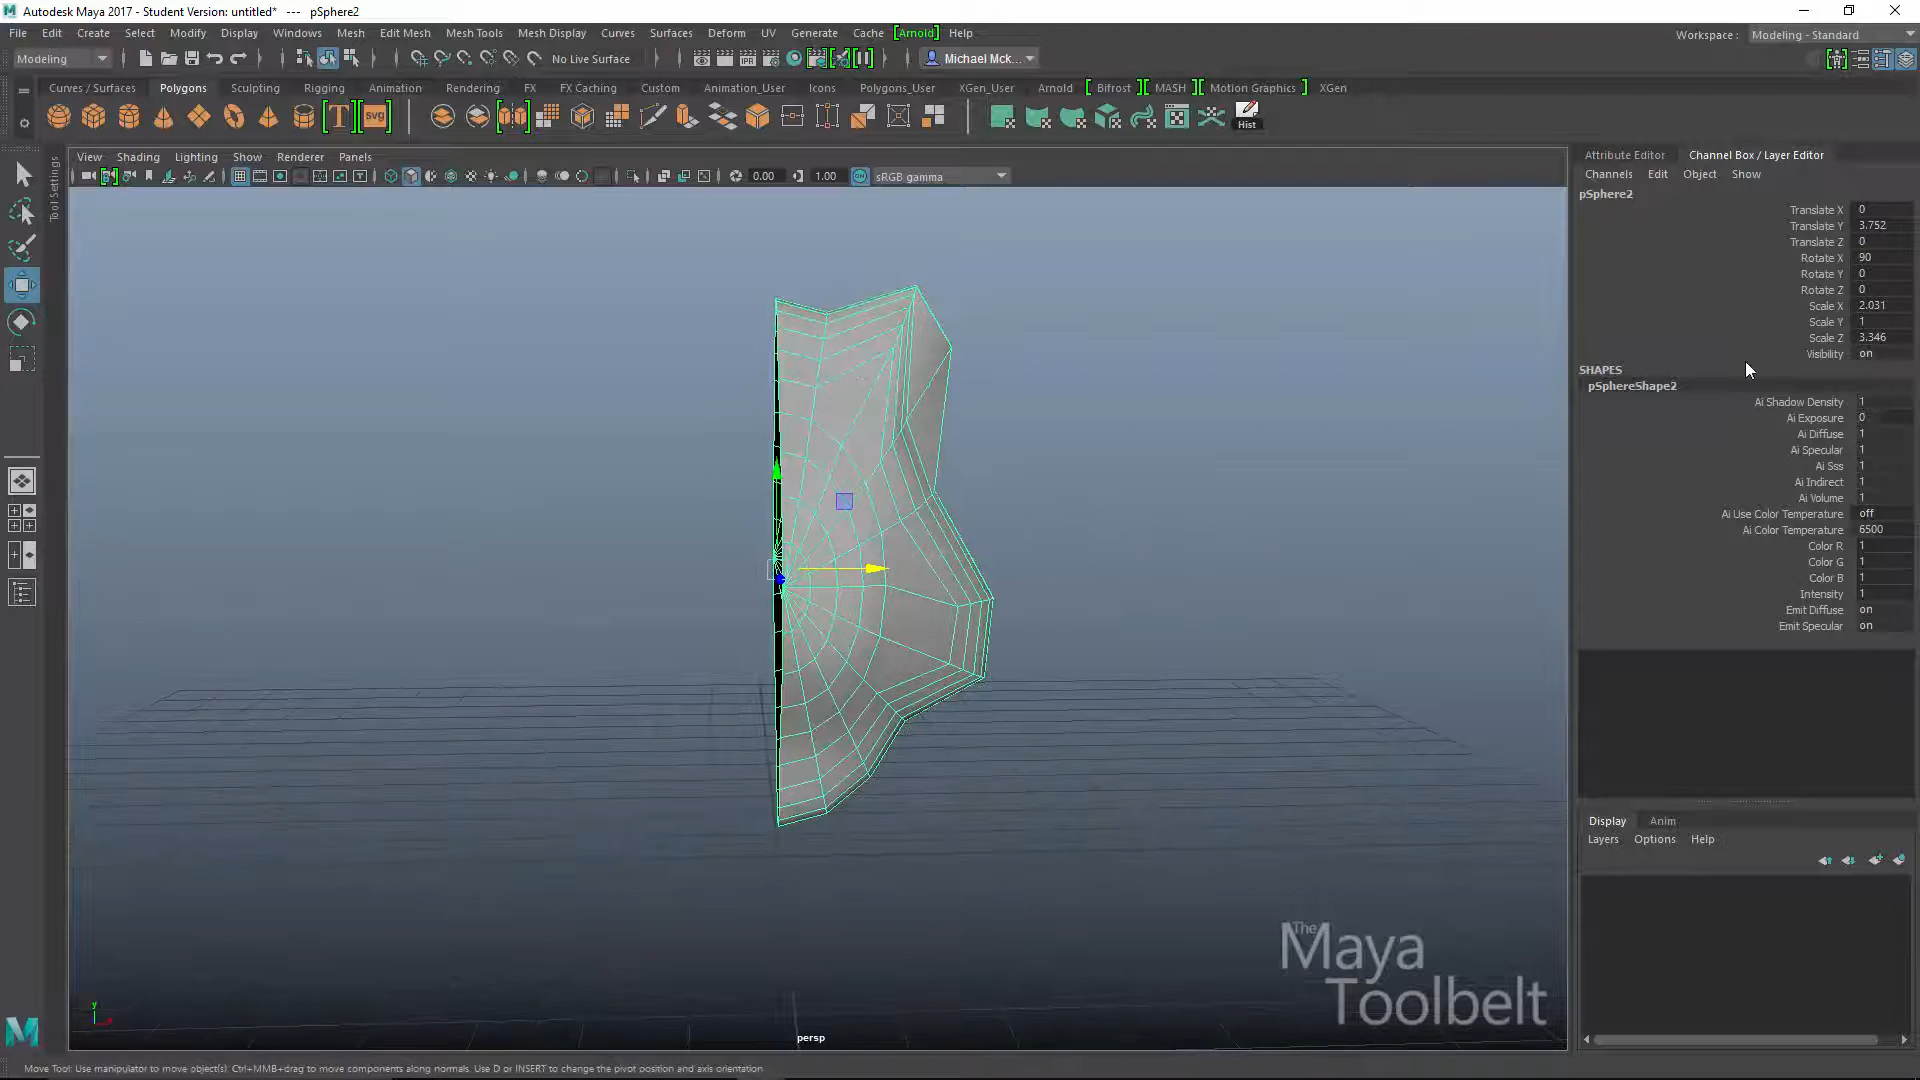 Autodesk Maya 2017 - Student Version: untitled*   ---   pSphere2
File Edit Create Select Modify Display Windows Mesh Edit Mesh Mesh Tools Mesh Display Curves Surfaces Deform UV Generate Cache [Arnold] Help
Workspace : Modeling - Standard
Modeling No Live Surface Michael Mck...
Curves / Surfaces Polygons Sculpting Rigging Animation Rendering FX FX Caching Custom Animation_User Icons Polygons_User XGen_User Arnold [ Bifrost ] [ MASH ] [ Motion Graphics ] XGen
T svg Hist
View Shading Lighting Show Renderer Panels
0.00 1.00 ON sRGB gamma
Tool Settings
Attribute Editor Channel Box / Layer Editor
Channels Edit Object Show
pSphere2
Translate X 0
Translate Y 3.752
Translate Z 0
Rotate X 90
Rotate Y 0
Rotate Z 0
Scale X 2.031
Scale Y 1
Scale Z 3.346
Visibility on
SHAPES
pSphereShape2
Ai Shadow Density 1
Ai Exposure 0
Ai Diffuse 1
Ai Specular 1
Ai Sss 1
Ai Indirect 1
Ai Volume 1
Ai Use Color Temperature off
Ai Color Temperature 6500
Color R 1
Color G 1
Color B 1
Intensity 1
Emit Diffuse on
Emit Specular on
Display Anim
Layers Options Help
The
Maya
Toolbelt
y
persp
Move Tool: Use manipulator to move object(s). Ctrl+MMB+drag to move components along normals. Use D or INSERT to change the pivot position and axis orientation